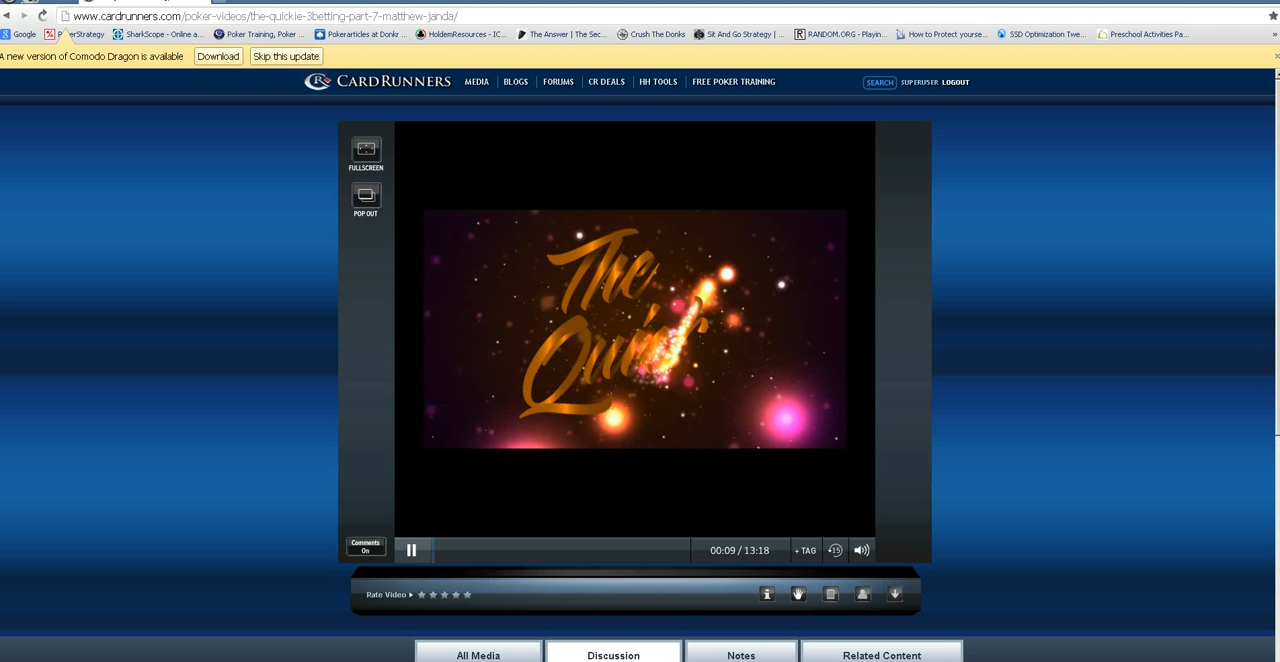 www.cardrunners.com/poker-videos/the-quickie-3betting-part-7-matthew-janda/
Google PokerStrategy SharkScope - Online a... Poker Training, Poker ... Pokerarticles at Donkr ... HoldemResources - IC... The Answer | The Sec... Crush The Donks Sit And Go Strategy | ... RANDOM.ORG - Playin... How to Protect yourse... SSD Optimization Twe... Preschool Activities Pa... »
A new version of Comodo Dragon is available Download Skip this update
CARDRUNNERS MEDIA BLOGS FORUMS CR DEALS HH TOOLS FREE POKER TRAINING SEARCH SUPERUSER LOGOUT
FULLSCREEN
POP OUT
The
Comments
On
00:09 / 13:18 + TAG 15
Rate Video
All Media Discussion Notes Related Content